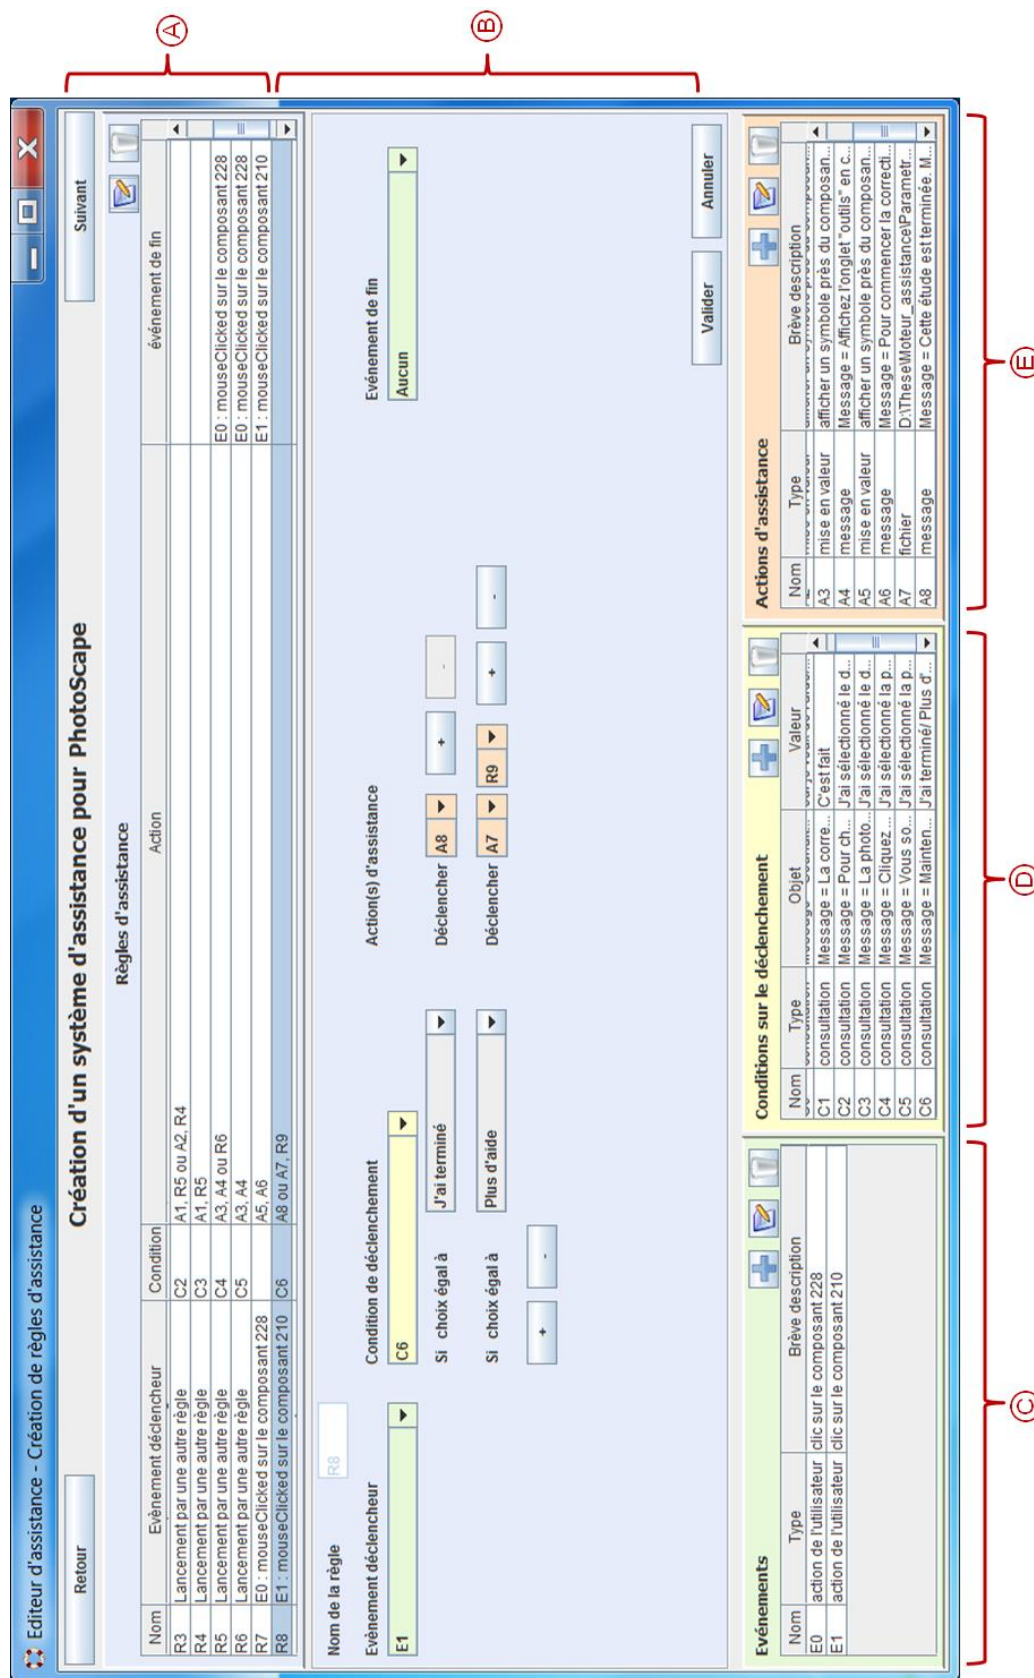 Editeur d'assistance - Création de règles d'assistance
Retour
Création d'un système d'assistance pour PhotoScape
Suivant
Règles d'assistance
Nom Evènement déclencheur Condition Action événement de fin
R3 Lancement par une autre règle C2 A1, R5 ou A2, R4
R4 Lancement par une autre règle C3 A1, R5
R5 Lancement par une autre règle C4 A3, A4 ou R6 E0 : mouseClicked sur le composant 228
R6 Lancement par une autre règle C5 A3, A4 E0 : mouseClicked sur le composant 228
R7 E0 : mouseClicked sur le composant 228 A5, A6 E1 : mouseClicked sur le composant 210
R8 E1 : mouseClicked sur le composant 210 C6 A8 ou A7, R9
A
Nom de la règle R8
Evènement déclencheur Condition de déclenchement Action(s) d'assistance Evénement de fin
E1 C6 Aucun
Si choix égal à J'ai terminé Déclencher A8 + -
Si choix égal à Plus d'aide Déclencher A7 R9 + -
+ -
Valider Annuler
B
Evénements
Nom Type Brève description
E0 action de l'utilisateur clic sur le composant 228
E1 action de l'utilisateur clic sur le composant 210
C
Conditions sur le déclenchement
Nom Type Objet Valeur
C1 consultation Message = La corre... C'est fait
C2 consultation Message = Pour ch... J'ai sélectionné le d...
C3 consultation Message = La photo... J'ai sélectionné le d...
C4 consultation Message = Cliquez ... J'ai sélectionné la p...
C5 consultation Message = Vous so... J'ai sélectionné la p...
C6 consultation Message = Mainten... J'ai terminé/ Plus d'...
D
Actions d'assistance
Nom Type Brève description
A3 mise en valeur afficher un symbole près du composan...
A4 message Message = Affichez l'onglet "outils" en c...
A5 mise en valeur afficher un symbole près du composan...
A6 message Message = Pour commencer la correcti...
A7 fichier D:\These\Moteur_assistance\Parametr...
A8 message Message = Cette étude est terminée. M...
E